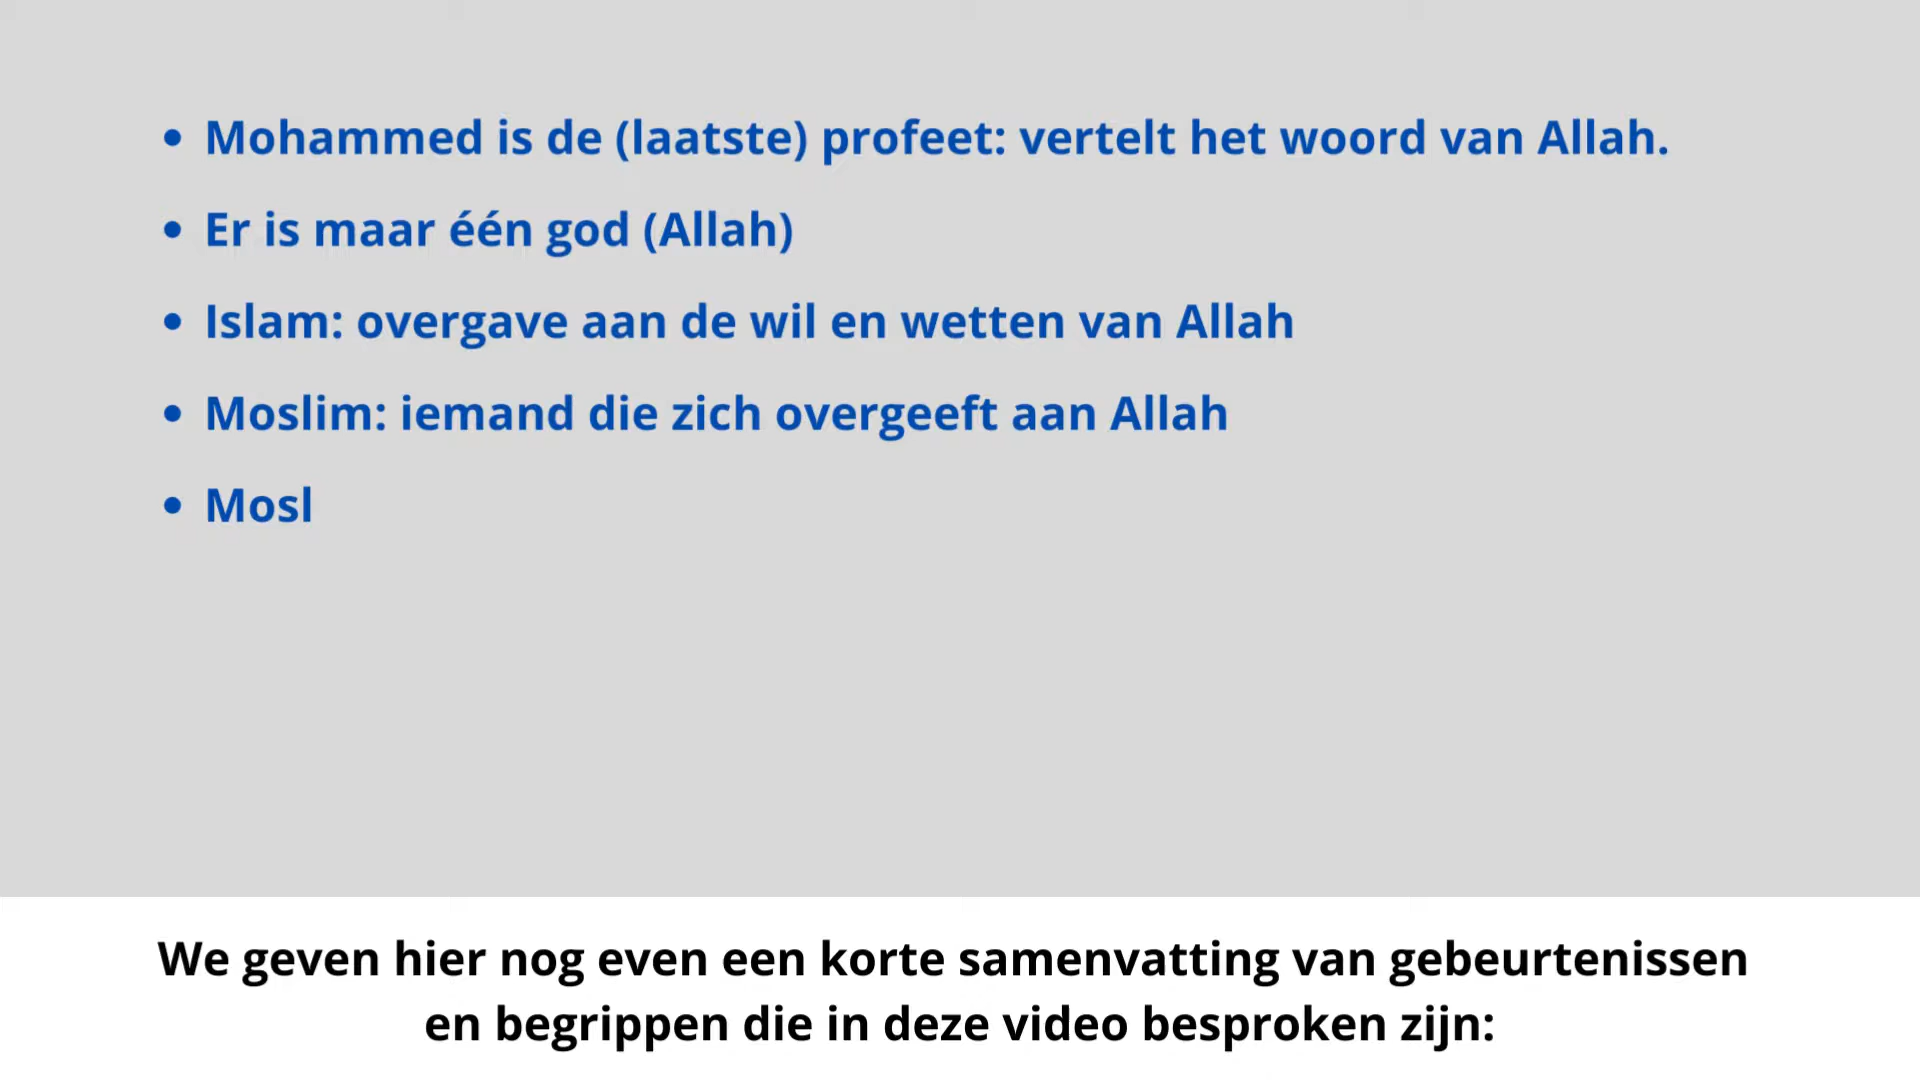 • Mohammed is de (laatste) profeet: vertelt het woord van Allah.
• Er is maar één god (Allah)
• Islam: overgave aan de wil en wetten van Allah
• Moslim: iemand die zich overgeeft aan Allah
• Mosl
We geven hier nog even een korte samenvatting van gebeurtenissen
en begrippen die in deze video besproken zijn: